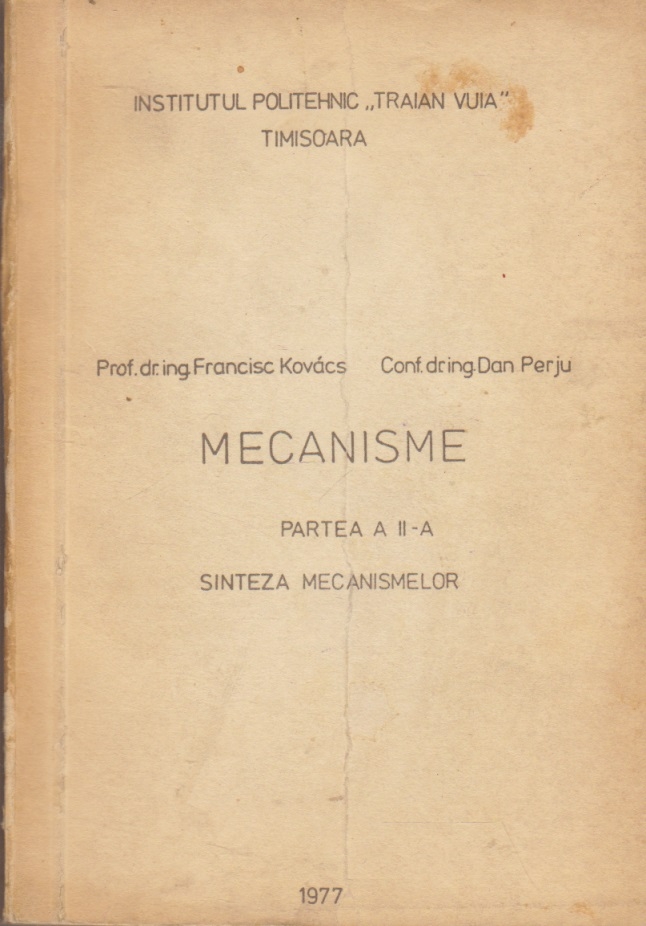 INSTITUTUL POLITEHNIC „TRAIAN VUIA”
TIMISOARA
Prof. dr. ing. Francisc Kovács Conf. dr ing. Dan Perju
MECANISME
PARTEA A II-A
SINTEZA MECANISMELOR
1977